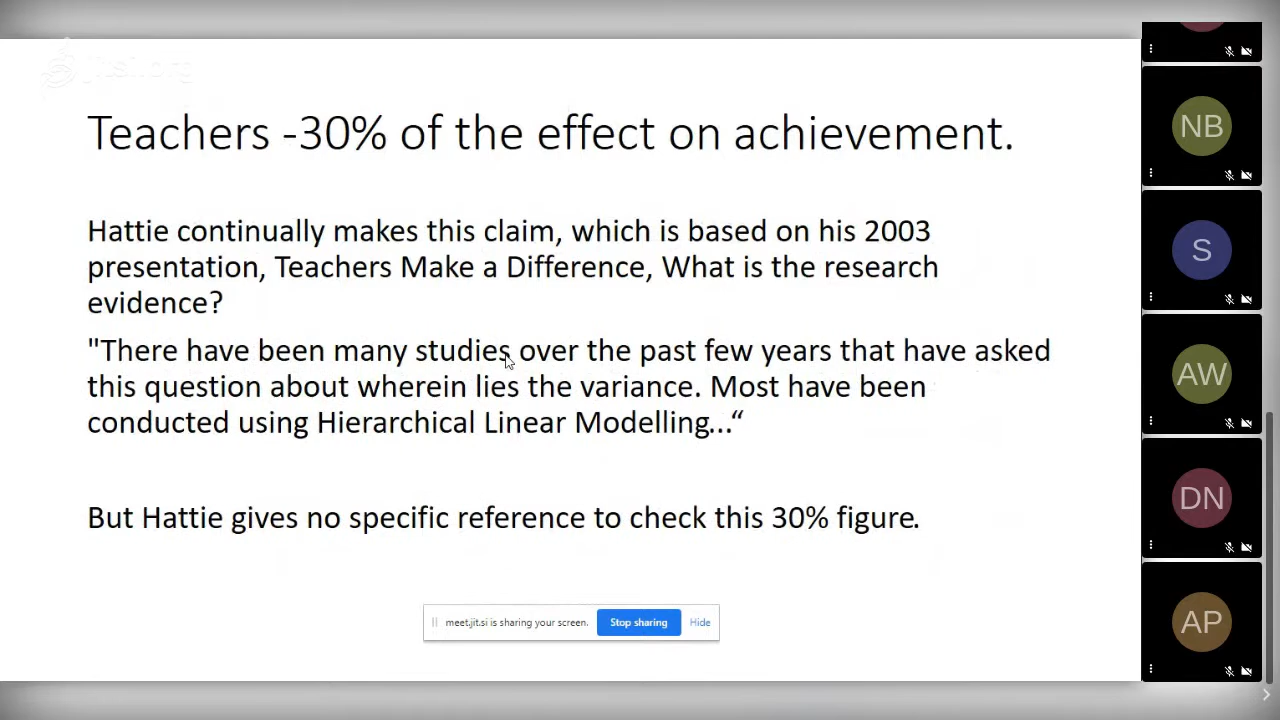 Teachers -30% of the effect on achievement.
Hattie continually makes this claim, which is based on his 2003
presentation, Teachers Make a Difference, What is the research
evidence?
"There have been many studies over the past few years that have asked
this question about wherein lies the variance. Most have been
conducted using Hierarchical Linear Modelling...“
But Hattie gives no specific reference to check this 30% figure.
meet.jit.si is sharing your screen.
Stop sharing
Hide
NB
S
AW
DN
AP